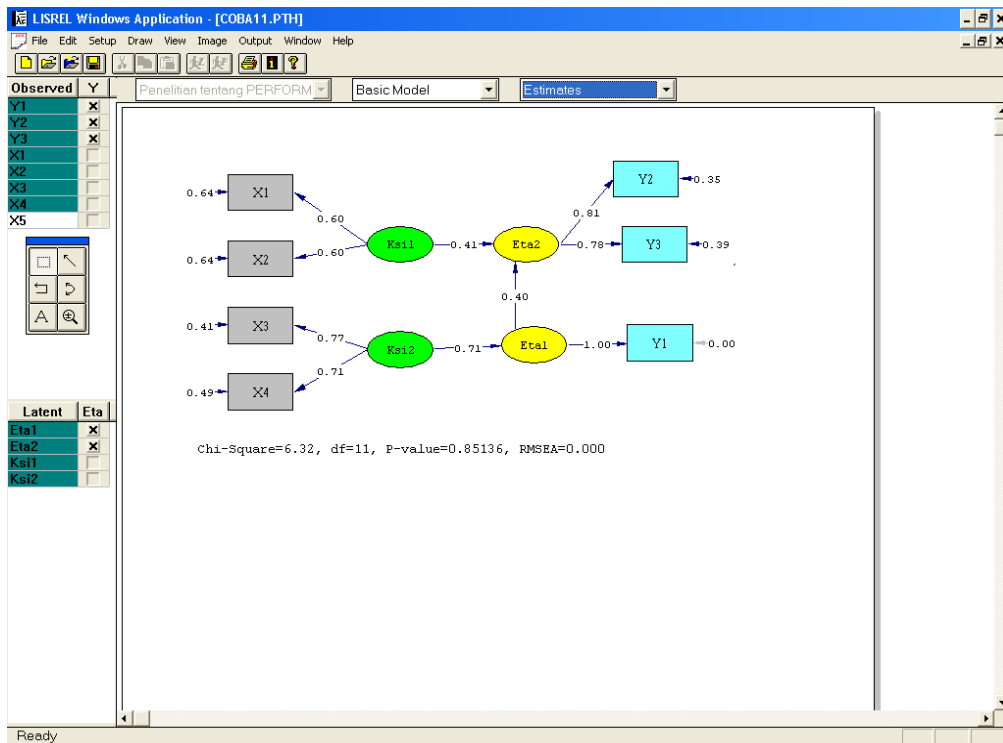 LISREL Windows Application - [COBA11.PTH]
File Edit Setup Draw View Image Output Window Help
Observed Y
Penelitian tentang PERFORM
Basic Model
Estimates
Y1
Y2
Y3
X1
X2
X3
X4
X5
A
Latent Eta
Eta1
Eta2
Ksi1
Ksi2
0.64 X1
0.60
0.64 X2
0.60
0.41 X3
0.77
0.49 X4
0.71
Ksi1 0.41 Eta2
0.81
Y2 0.35
0.78 Y3 0.39
0.40
Ksi2 0.71 Eta1 1.00 Y1 0.00
Chi-Square=6.32, df=11, P-value=0.85136, RMSEA=0.000
Ready